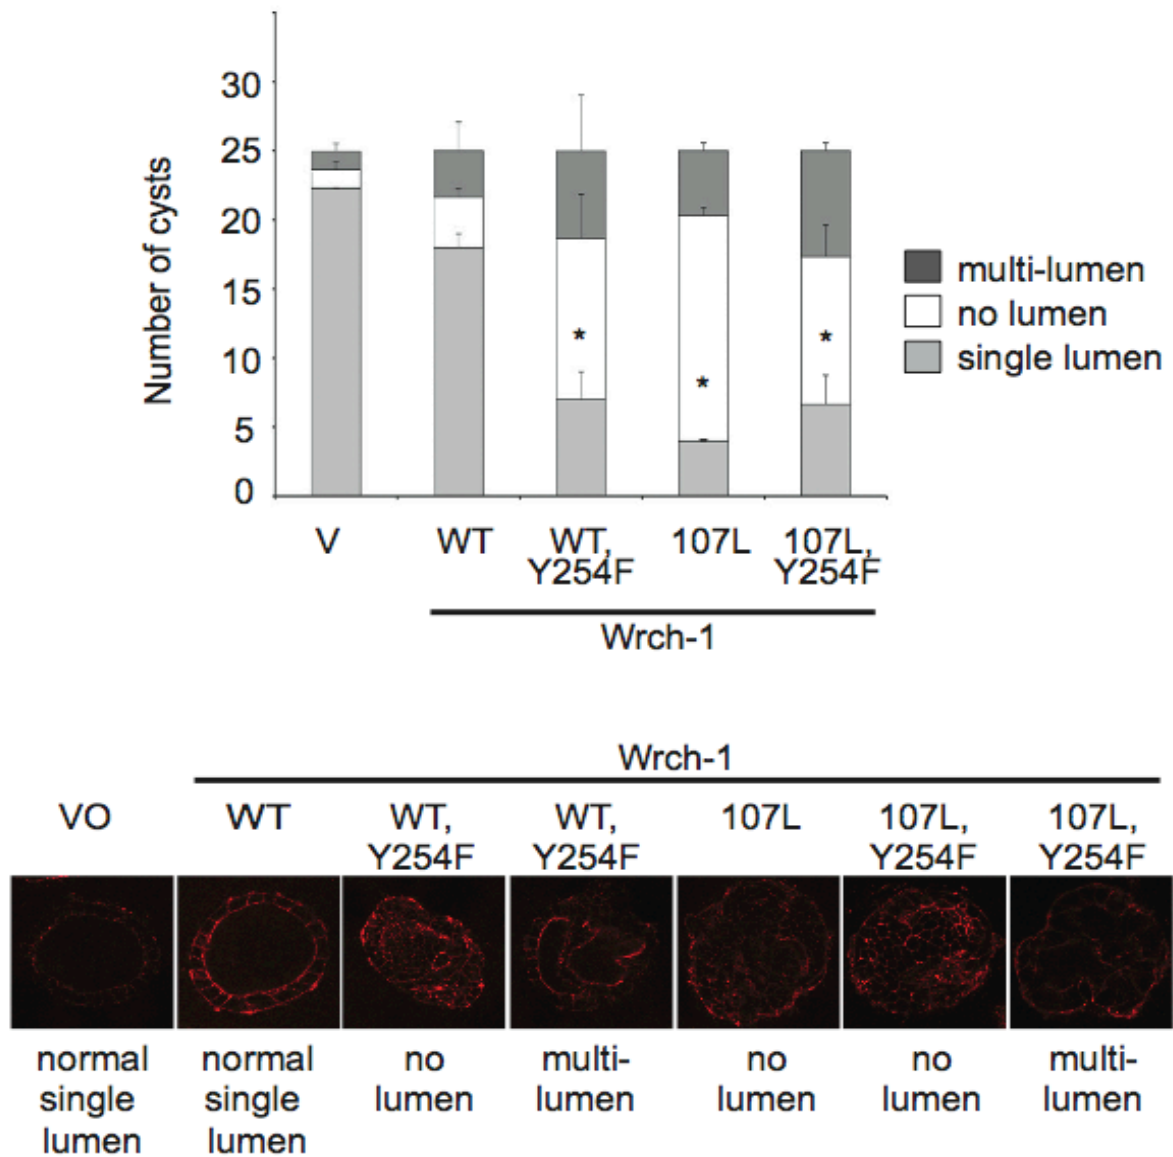 Number of cysts
30
25
20
15
10
5
0
*
*
*
multi-lumen
no lumen
single lumen
V
WT
WT,
Y254F
107L
107L,
Y254F
Wrch-1
Wrch-1
VO
WT
WT,
Y254F
WT,
Y254F
107L
107L,
Y254F
107L,
Y254F
normal
single
lumen
normal
single
lumen
no
lumen
multi-
lumen
no
lumen
no
lumen
multi-
lumen